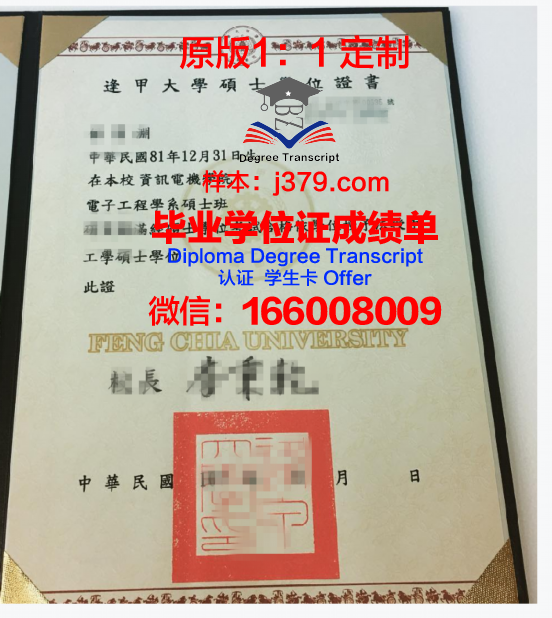 原版1：1 定制
逢甲大學碩士 位證書
號
Degree Transcript
中華民國81年12月31日生
样本：j379.com
在本校 資訊電機學院
電子工程學系碩士班
毕业学位证成绩单
Diploma Degree Transcript
工學碩士學位
认证 学生卡 Offer
此證
微信：166008009
FENG CHIA UNIVERSITY
校長
中華民國 月 日